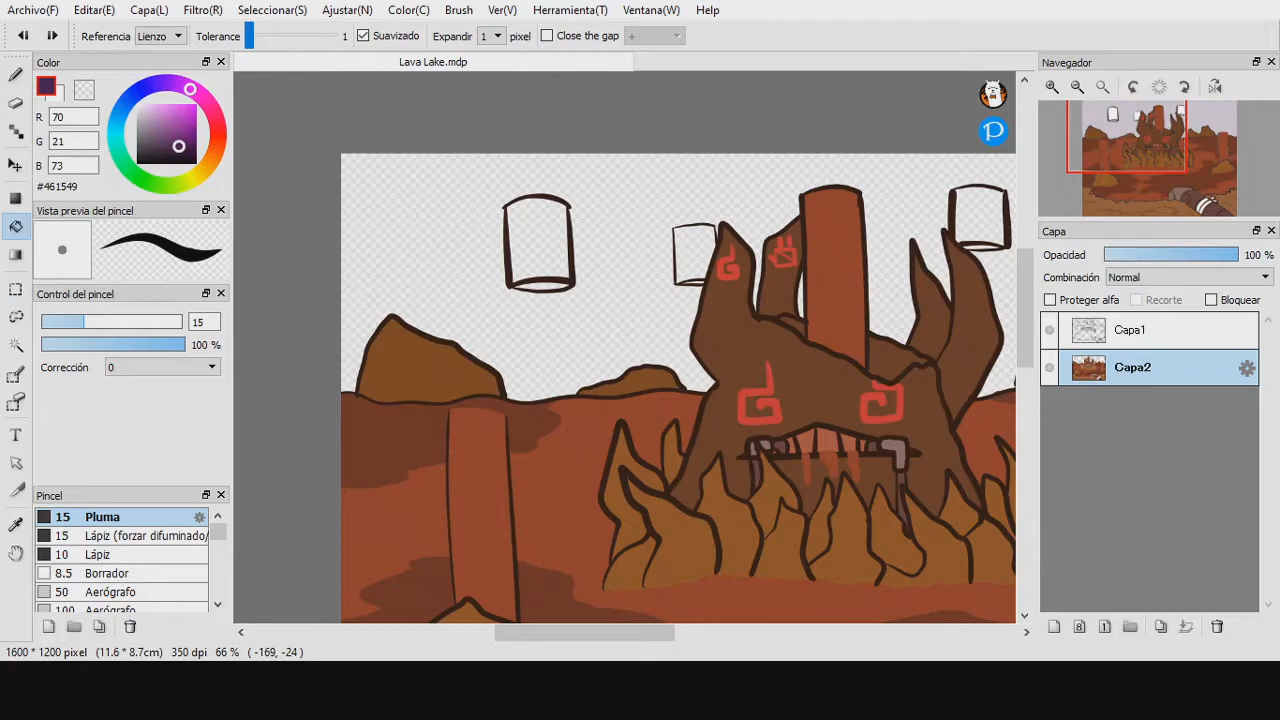 Archivo(F) Editar(E) Capa(L) Filtro(R) Seleccionar(S) Ajustar(N) Color(C) Brush Ver(V) Herramienta(T) Ventana(W) Help
Referencia Lienzo Tolerance 1 Suavizado Expandir 1 pixel Close the gap +
Color
Lava Lake.mdp
Navegador
R 70
G 21
B 73
#461549
Vista previa del pincel
Capa
Opacidad 100 %
Combinación Normal
Proteger alfa Recorte Bloquear
Control del pincel
15
100 %
Corrección 0
Capa1
Capa2
Pincel
15 Pluma
15 Lápiz (forzar difuminado/
10 Lápiz
8.5 Borrador
50 Aerógrafo
100 Aerógrafo
1600 * 1200 pixel (11.6 * 8.7cm) 350 dpi 66 % ( -169, -24 )